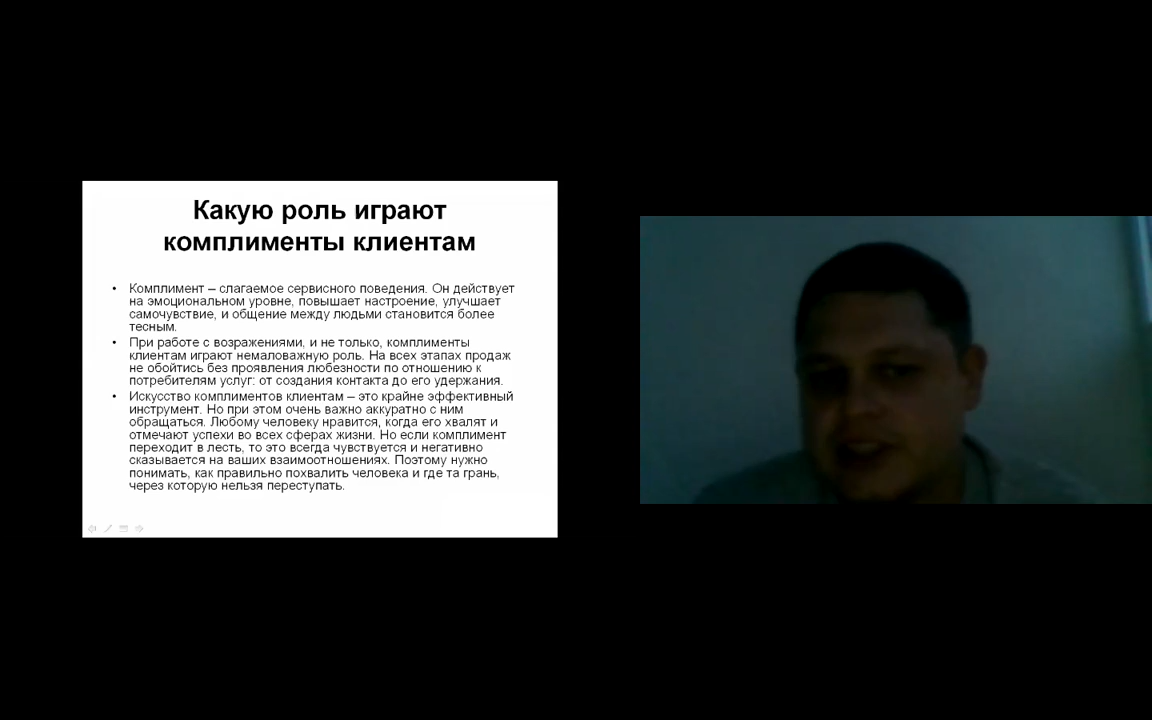 Какую роль играют
комплименты клиентам
• Комплимент – слагаемое сервисного поведения. Он действует
на эмоциональном уровне, повышает настроение, улучшает
самочувствие, и общение между людьми становится более
тесным.
• При работе с возражениями, и не только, комплименты
клиентам играют немаловажную роль. На всех этапах продаж
не обойтись без проявления любезности по отношению к
потребителям услуг: от создания контакта до его удержания.
• Искусство комплиментов клиентам – это крайне эффективный
инструмент. Но при этом очень важно аккуратно с ним
обращаться. Любому человеку нравится, когда его хвалят и
отмечают успехи во всех сферах жизни. Но если комплимент
переходит в лесть, то это всегда чувствуется и негативно
сказывается на ваших взаимоотношениях. Поэтому нужно
понимать, как правильно похвалить человека и где та грань,
через которую нельзя переступать.